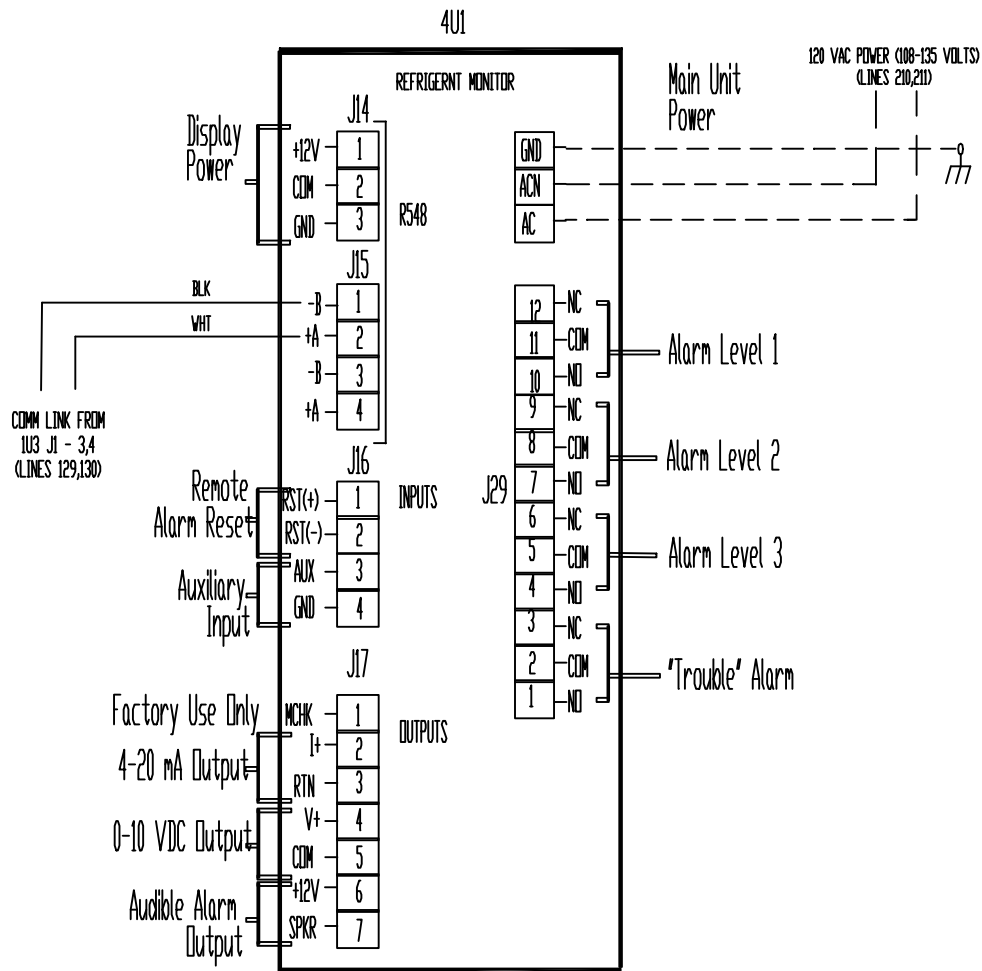 4U1
REFRIGERNT MONITOR
Main Unit
Power
120 VAC POWER (108-135 VOLTS)
(LINES 210,211)
Display
Power
J14
+12V 1
COM 2
GND 3
R548
GND
ACN
AC
J15
BLK
-B 1
WHT
+A 2
-B 3
+A 4
COMM LINK FROM
1U3 J1 - 3,4
(LINES 129,130)
J16
INPUTS
Remote
Alarm Reset
RST(+) 1
RST(-) 2
Auxiliary
Input
AUX 3
GND 4
J17
OUTPUTS
Factory Use Only
MCHK 1
4-20 mA Output
I+ 2
RTN 3
0-10 VDC Output
V+ 4
COM 5
Audible Alarm
Output
+12V 6
SPKR 7
J29
12 NC
11 COM
10 NO
Alarm Level 1
9 NC
8 COM
7 NO
Alarm Level 2
6 NC
5 COM
4 NO
Alarm Level 3
3 NC
2 COM
1 NO
"Trouble" Alarm